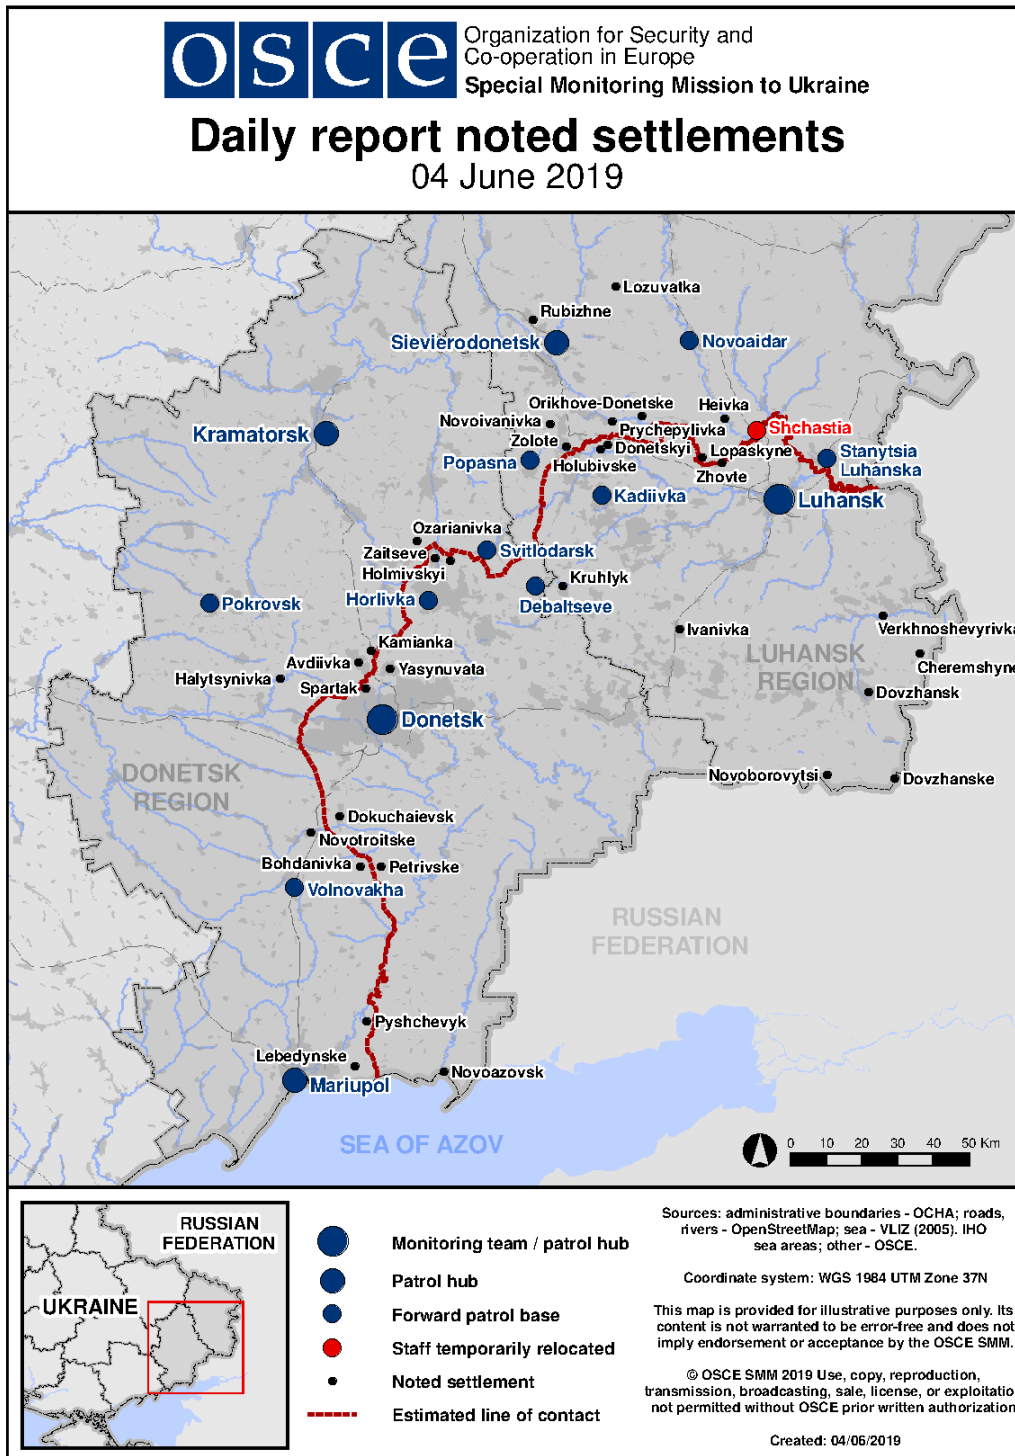 osce
Organization for Security and
Co-operation in Europe
Special Monitoring Mission to Ukraine
Daily report noted settlements
04 June 2019
Lozuvatka
Rubizhne
Sievierodonetsk
Novoaidar
Orikhove-Donetske
Heivka
Novoivanivka
Prychepylivka
Shchastia
Kramatorsk
Zolote
Donetskyi
Lopaskyne
Stanytsia
Luhanska
Popasna
Holubivske
Zhovte
Kadiivka
Luhansk
Ozarianivka
Zaitseve
Svitlodarsk
Holmivskyi
Kruhlyk
Horlivka
Debaltseve
Pokrovsk
Ivanivka
Verkhnoshevyrivka
Kamianka
LUHANSK
REGION
Avdiivka
Yasynuvata
Cheremshyne
Halytsynivka
Spartak
Dovzhansk
Donetsk
DONETSK
REGION
Novoborovytsi
Dovzhanske
Dokuchaievsk
Novotroitske
Bohdanivka
Petrivske
Volnovakha
RUSSIAN
FEDERATION
Pyshchevyk
Lebedynske
Novoazovsk
Mariupol
SEA OF AZOV
0 10 20 30 40 50 Km
RUSSIAN
FEDERATION
UKRAINE
Monitoring team / patrol hub
Patrol hub
Forward patrol base
Staff temporarily relocated
Noted settlement
Estimated line of contact
Sources: administrative boundaries - OCHA; roads,
rivers - OpenStreetMap; sea - VLIZ (2005). IHO
sea areas; other - OSCE.
Coordinate system: WGS 1984 UTM Zone 37N
This map is provided for illustrative purposes only. Its
content is not warranted to be error-free and does not
imply endorsement or acceptance by the OSCE SMM.
© OSCE SMM 2019 Use, copy, reproduction,
transmission, broadcasting, sale, license, or exploitatio
not permitted without OSCE prior written authorization
Created: 04/06/2019